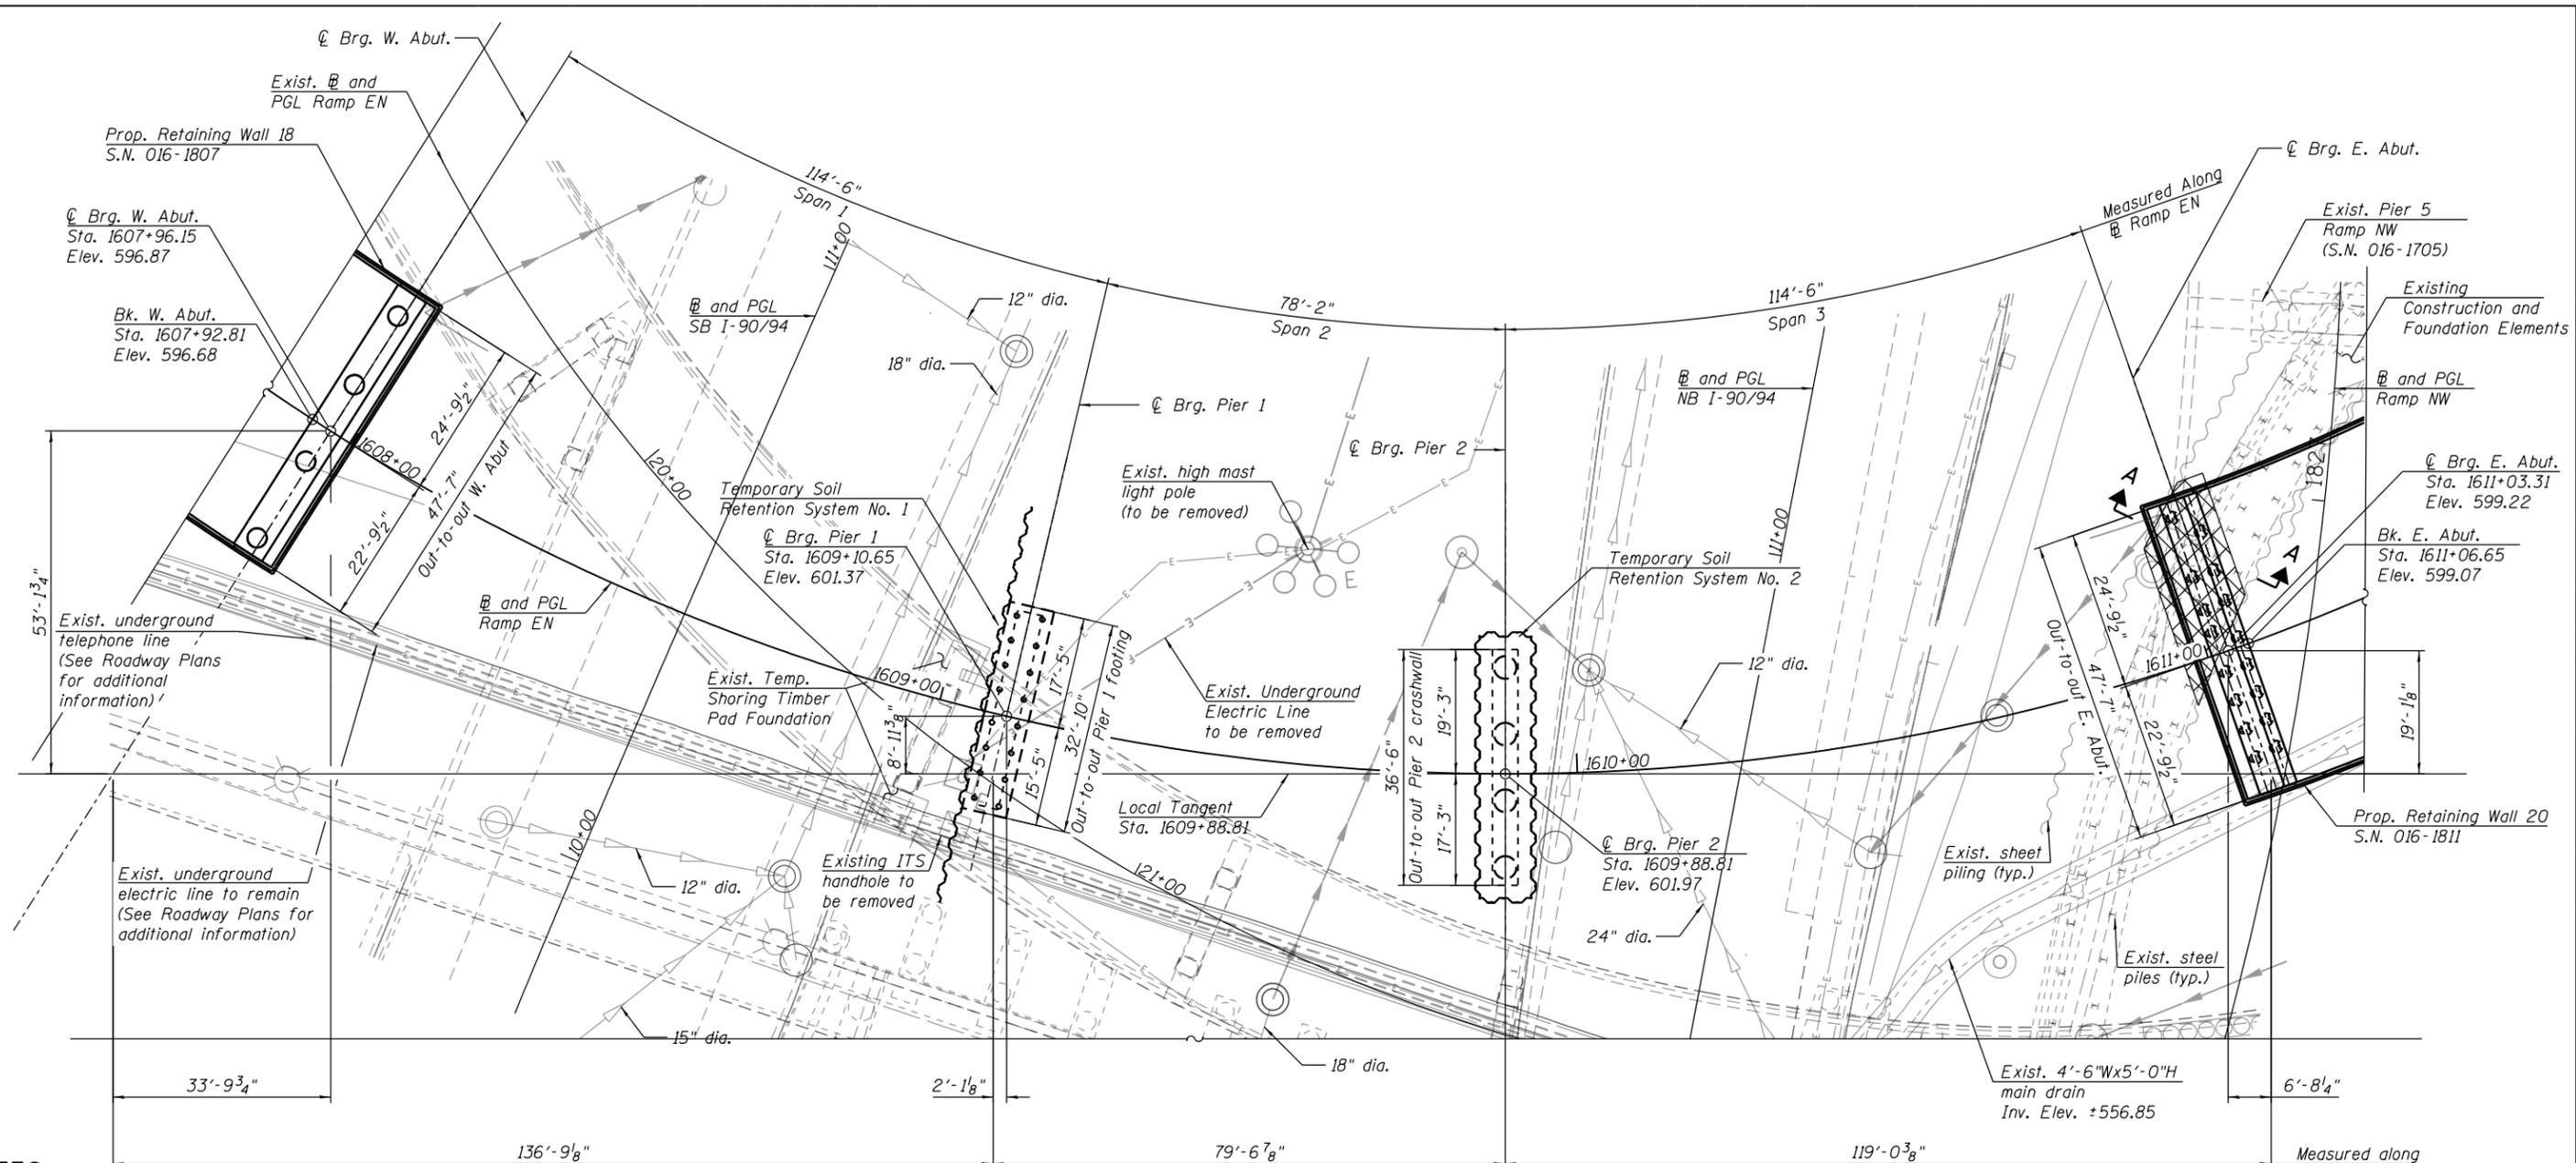 ℄ Brg. W. Abut.
Exist. ⅊ and
PGL Ramp EN
Prop. Retaining Wall 18
S.N. 016-1807
℄ Brg. W. Abut.
Sta. 1607+96.15
Elev. 596.87
Bk. W. Abut.
Sta. 1607+92.81
Elev. 596.68
114'-6"
Span 1
111+00
⅊ and PGL
SB I-90/94
12" dia.
18" dia.
78'-2"
Span 2
114'-6"
Span 3
Measured Along
⅊ Ramp EN
℄ Brg. E. Abut.
Exist. Pier 5
Ramp NW
(S.N. 016-1705)
Existing
Construction and
Foundation Elements
⅊ and PGL
Ramp NW
182
℄ Brg. E. Abut.
Sta. 1611+03.31
Elev. 599.22
Bk. E. Abut.
Sta. 1611+06.65
Elev. 599.07
℄ Brg. Pier 1
℄ Brg. Pier 2
⅊ and PGL
NB I-90/94
111+00
Exist. high mast
light pole
(to be removed)
E
Temporary Soil
Retention System No. 1
℄ Brg. Pier 1
Sta. 1609+10.65
Elev. 601.37
Temporary Soil
Retention System No. 2
1608+00
24'-9½"
47'-7"
22'-9½"
Out-to-out W. Abut
120+00
53'-1¾"
Exist. underground
telephone line
(See Roadway Plans
for additional
information)
⅊ and PGL
Ramp EN
Exist. Temp.
Shoring Timber
Pad Foundation
1609+00
8'-11⅜"
17'-5"
32'-10"
15'-5"
Out-to-out Pier 1 footing
Exist. Underground
Electric Line
to be removed
Local Tangent
Sta. 1609+88.81
Out-to-out Pier 2 crashwall
36'-6"
19'-3"
17'-3"
1610+00
12" dia.
℄ Brg. Pier 2
Sta. 1609+88.81
Elev. 601.97
24" dia.
A
A
24'-9½"
47'-7"
22'-9½"
Out-to-out E. Abut.
1611+00
19'-1⅛"
Prop. Retaining Wall 20
S.N. 016-1811
Exist. sheet
piling (typ.)
Exist. steel
piles (typ.)
Exist. underground
electric line to remain
(See Roadway Plans for
additional information)
110+00
12" dia.
Existing ITS
handhole to
be removed
121+00
15" dia.
18" dia.
Exist. 4'-6"Wx5'-0"H
main drain
Inv. Elev. ±556.85
33'-9¾"
2'-1⅛"
6'-8¼"
136'-9⅛"
79'-6⅞"
119'-0⅜"
Measured along